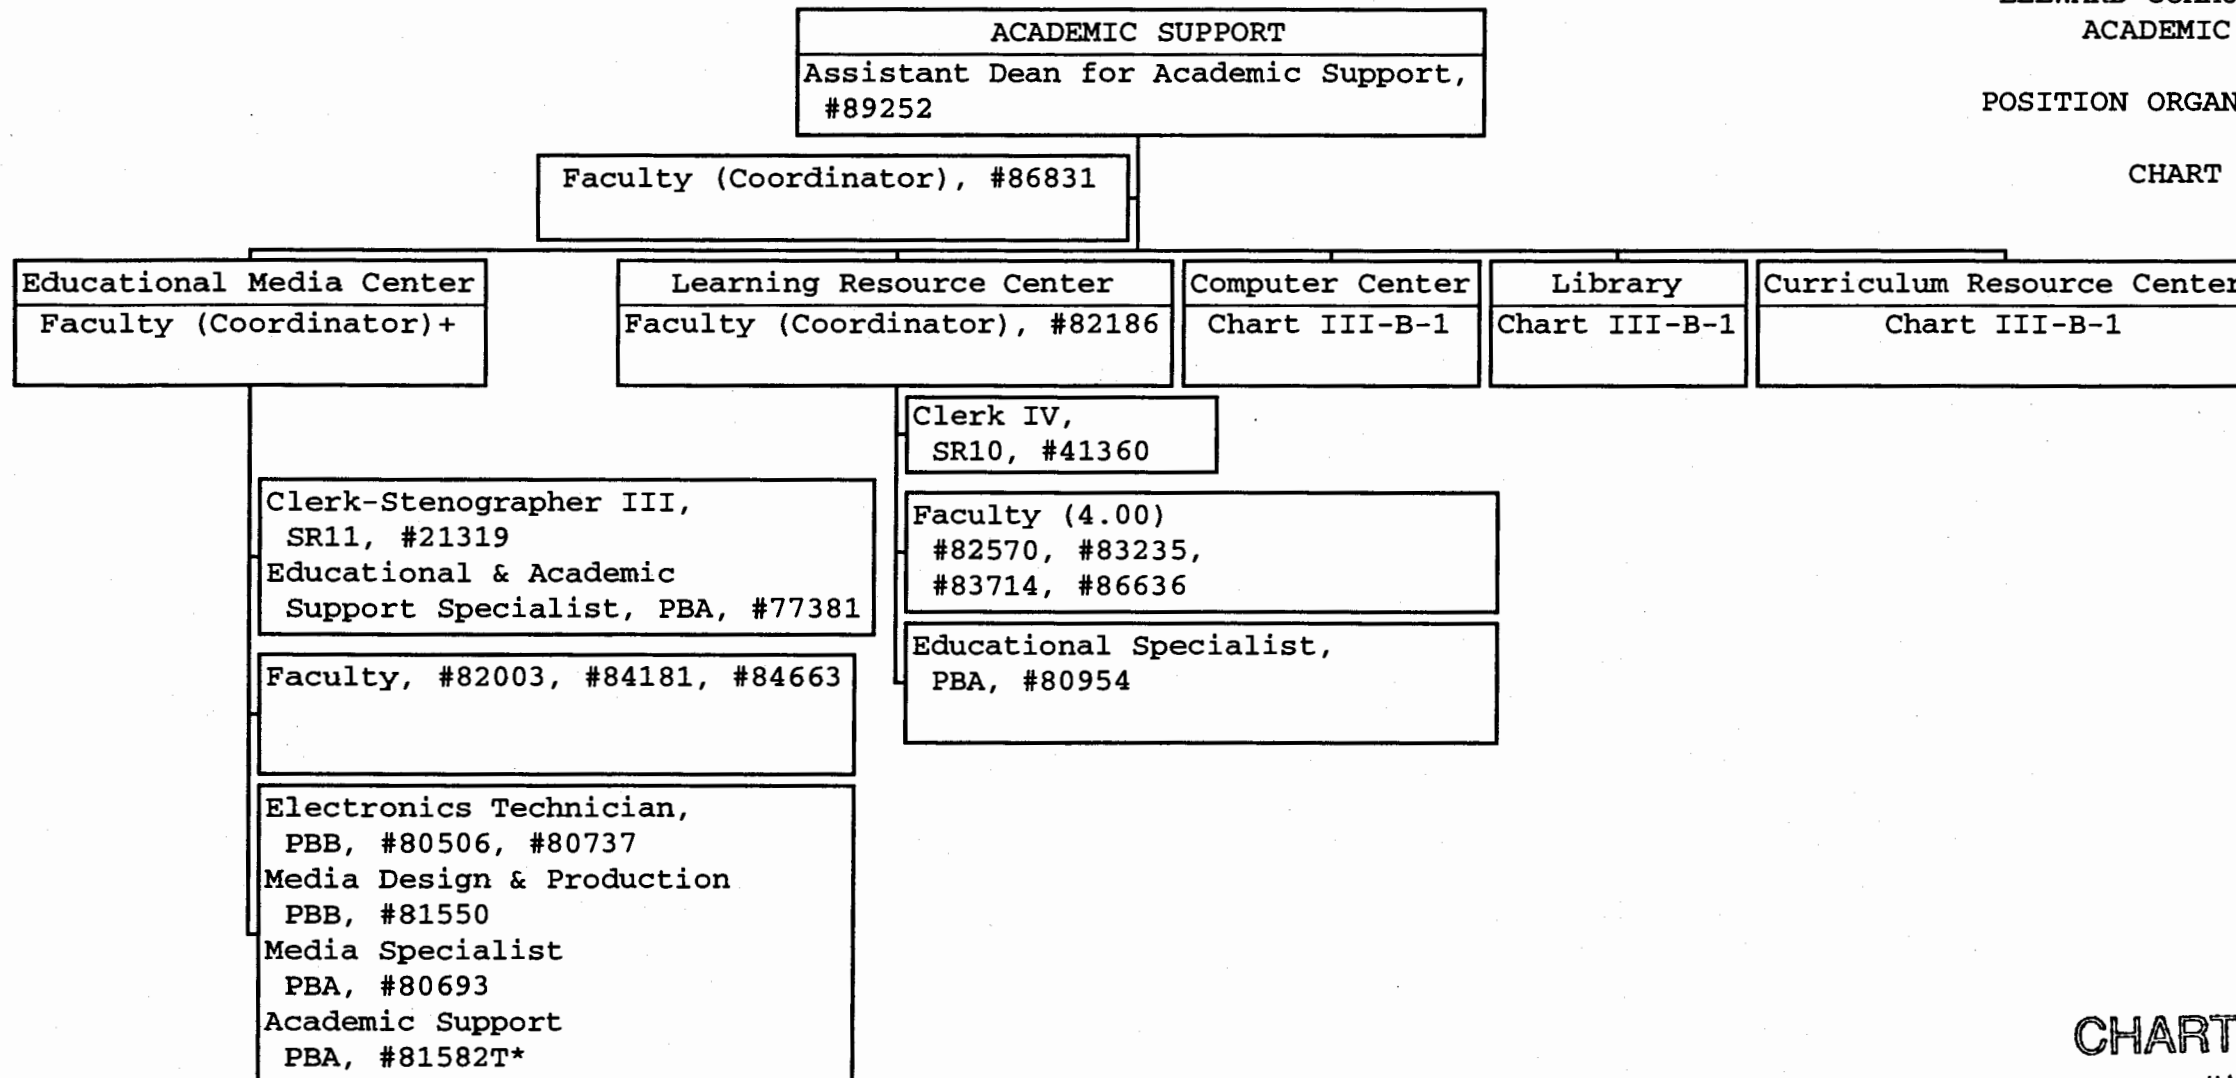 ACADEMIC SUPPORT
Assistant Dean for Academic Support,
#89252
ACADEMIC
POSITION ORGAN
CHART
Faculty (Coordinator), #86831
Educational Media Center
Faculty (Coordinator)+
Learning Resource Center
Faculty (Coordinator), #82186
Computer Center
Chart III-B-1
Library
Chart III-B-1
Curriculum Resource Center
Chart III-B-1
Clerk-Stenographer III,
SR11, #21319
Educational & Academic
Support Specialist, PBA, #77381
Faculty, #82003, #84181, #84663
Electronics Technician,
PBB, #80506, #80737
Media Design & Production
PBB, #81550
Media Specialist
PBA, #80693
Academic Support
PBA, #81582T*
Clerk IV,
SR10, #41360
Faculty (4.00)
#82570, #83235,
#83714, #86636
Educational Specialist,
PBA, #80954
CHART